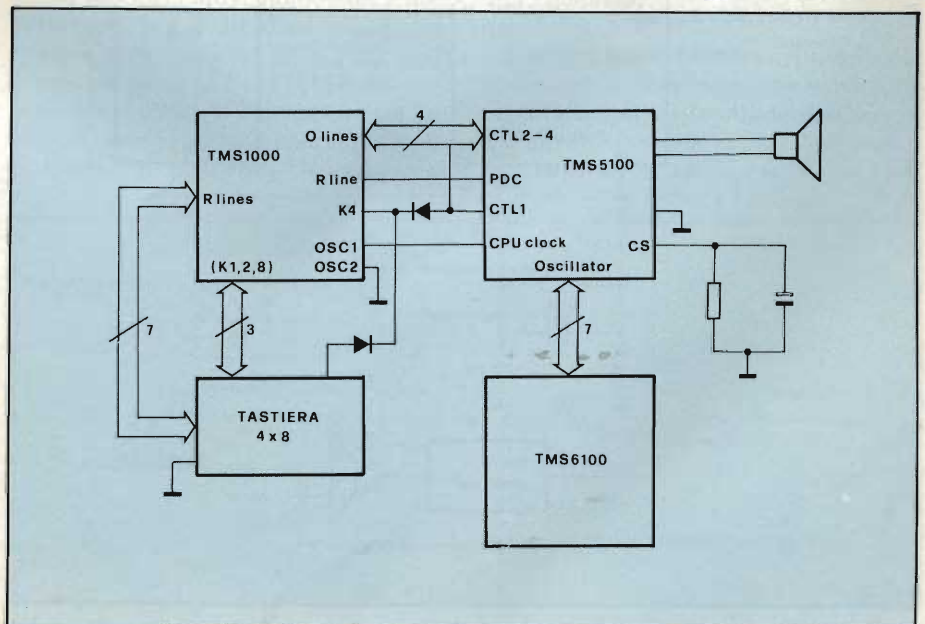 4
O lines
CTL2-4
TMS1000
TMS5100
R line
PDC
R lines
K4
CTL1
OSC1
CPU clock
CS
(K1,2,8)
OSC2
Oscillator
7
3
7
TASTIERA
4 x 8
TMS6100